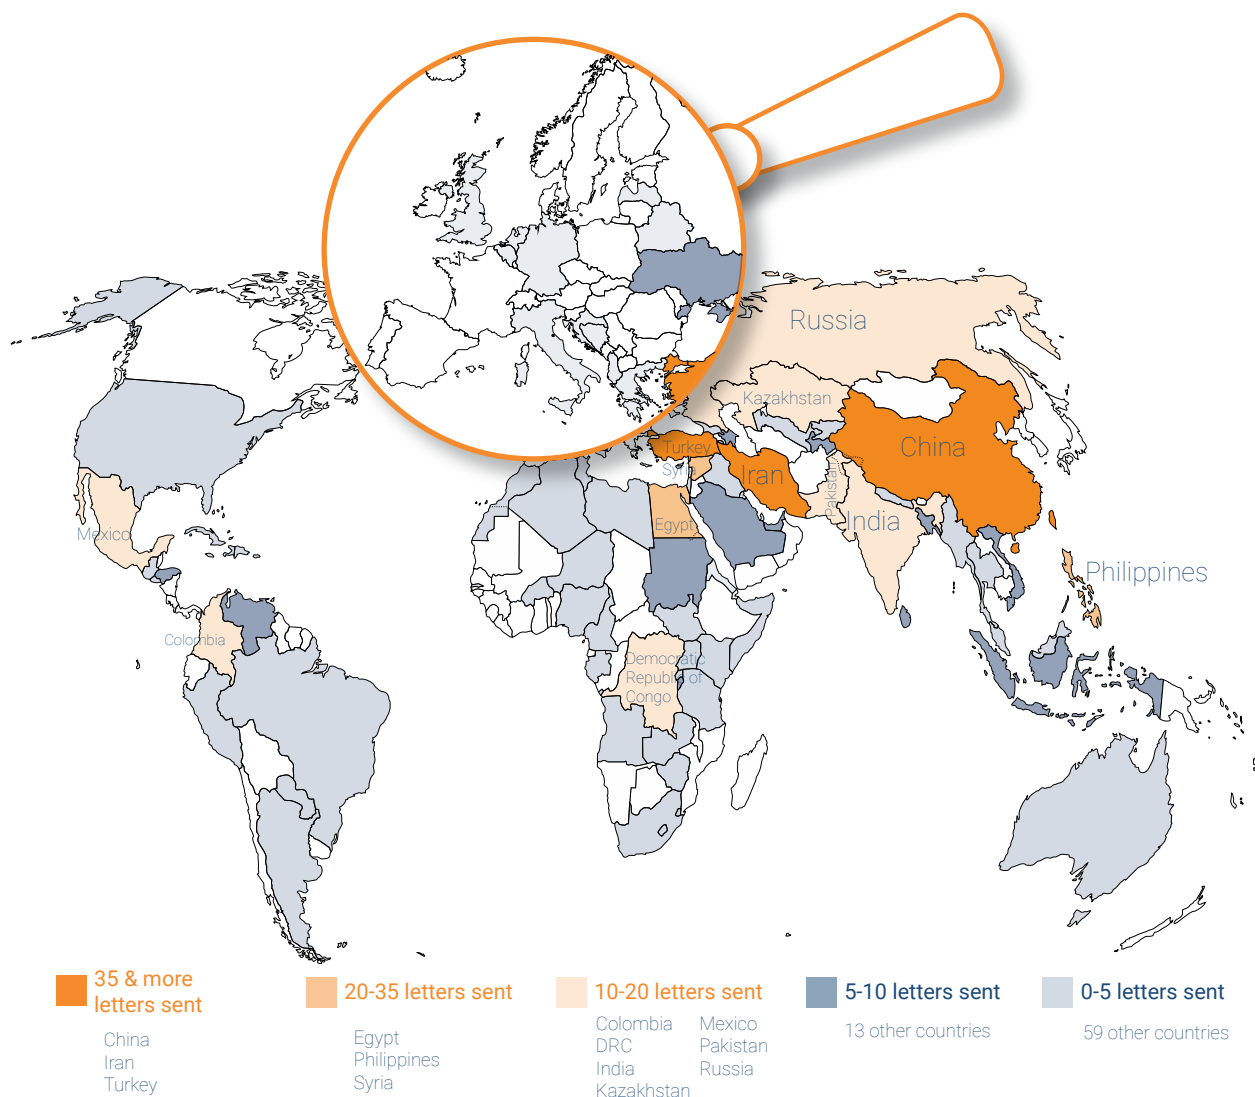 Russia
Kazakhstan
China
Turkey
Syria
Iran
Pakistan
India
Egypt
Mexico
Philippines
Colombia
Democratic
Republic of
Congo
35 & more
letters sent
China
Iran
Turkey
20-35 letters sent
Egypt
Philippines
Syria
10-20 letters sent
Colombia
DRC
India
Kazakhstan
Mexico
Pakistan
Russia
5-10 letters sent
13 other countries
0-5 letters sent
59 other countries